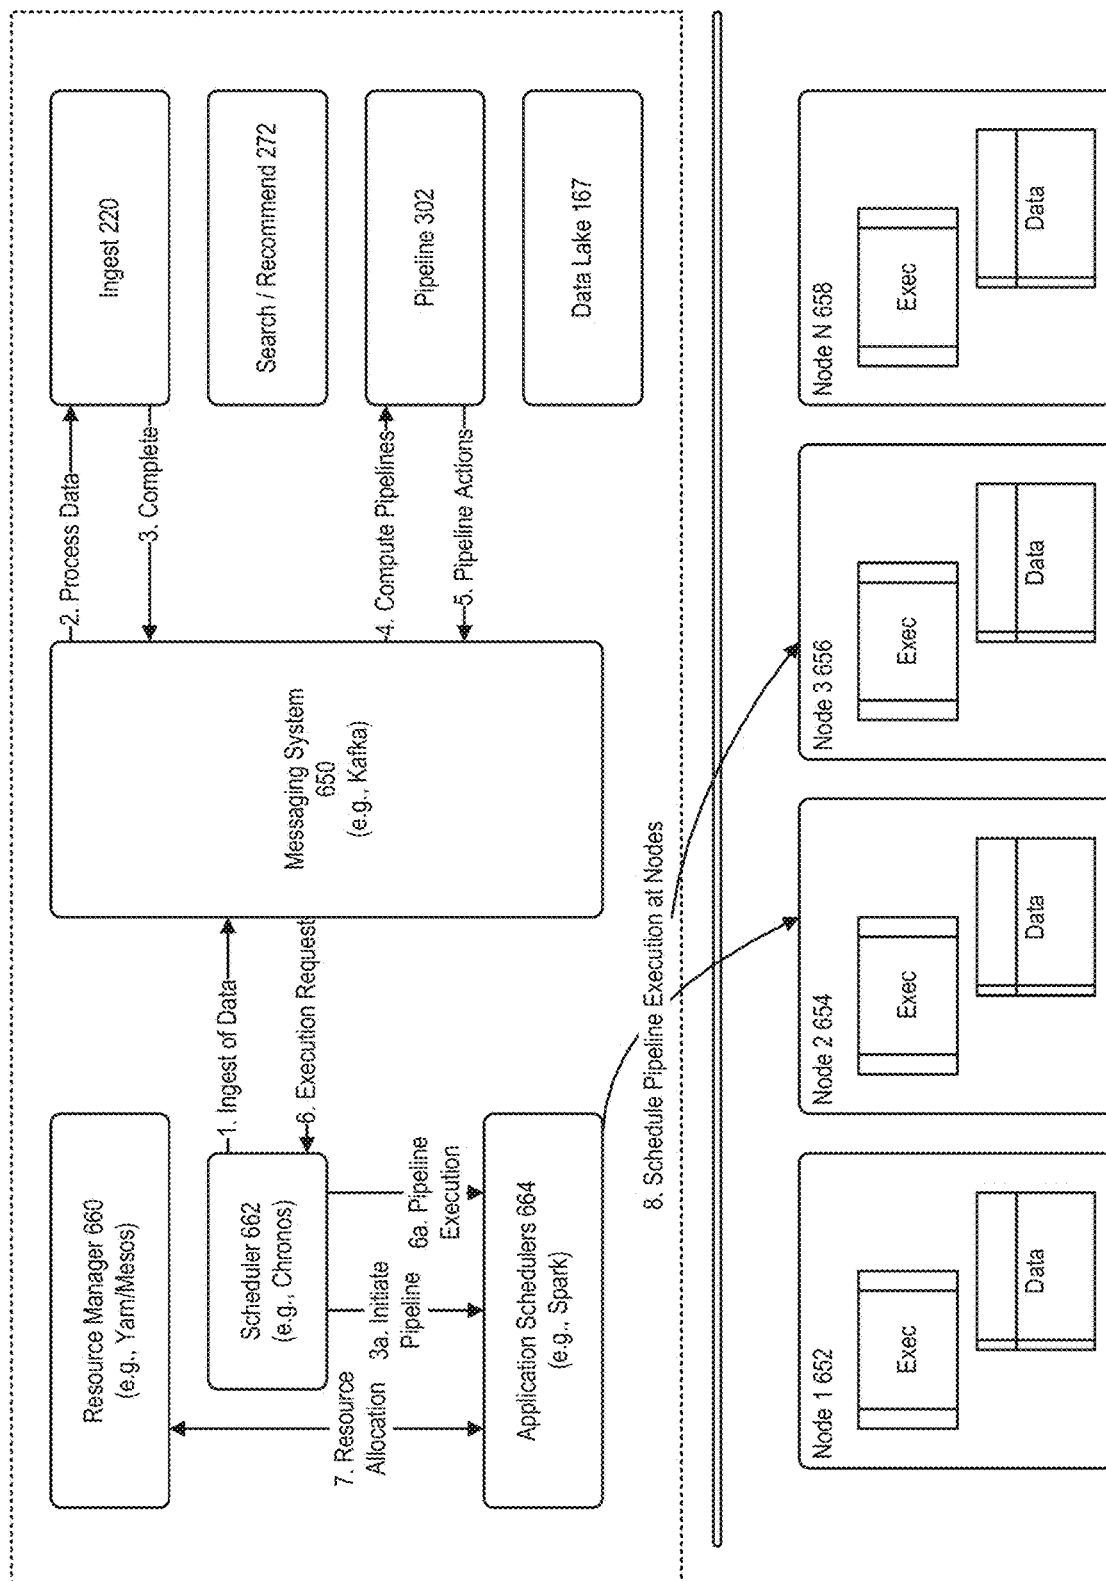 Resource Manager 660
(e.g., Yarn/Mesos)
Scheduler 662
(e.g., Chronos)
7. Resource
Allocation
3a. Initiate
Pipeline
6a. Pipeline
Execution
Application Schedulers 664
(e.g., Spark)
1. Ingest of Data
6. Execution Request
Messaging System
650
(e.g., Kafka)
2. Process Data
3. Complete
4. Compute Pipelines
5. Pipeline Actions
Ingest 220
Search / Recommend 272
Pipeline 302
Data Lake 167
8. Schedule Pipeline Execution at Nodes
Node 1 652
Exec
Data
Node 2 654
Exec
Data
Node 3 656
Exec
Data
Node N 658
Exec
Data